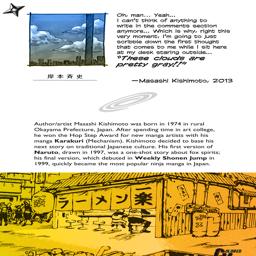 Oh, man... Yeah...
I can't think of anything to
write in the comments section
anymore... Which is why, right this
very moment, I'm going to just
scribble down the first thought
that comes to me while I sit here
at my desk staring outside...
"These clouds are
pretty gray!!"
—Masashi Kishimoto, 2013
岸本斉史
Author/artist Masashi Kishimoto was born in 1974 in rural
Okayama Prefecture, Japan. After spending time in art college,
he won the Hop Step Award for new manga artists with his
manga Karakuri (Mechanism). Kishimoto decided to base his
next story on traditional Japanese culture. His first version of
Naruto, drawn in 1997, was a one-shot story about fox spirits;
his final version, which debuted in Weekly Shonen Jump in
1999, quickly became the most popular ninja manga in Japan.
ラーメン楽